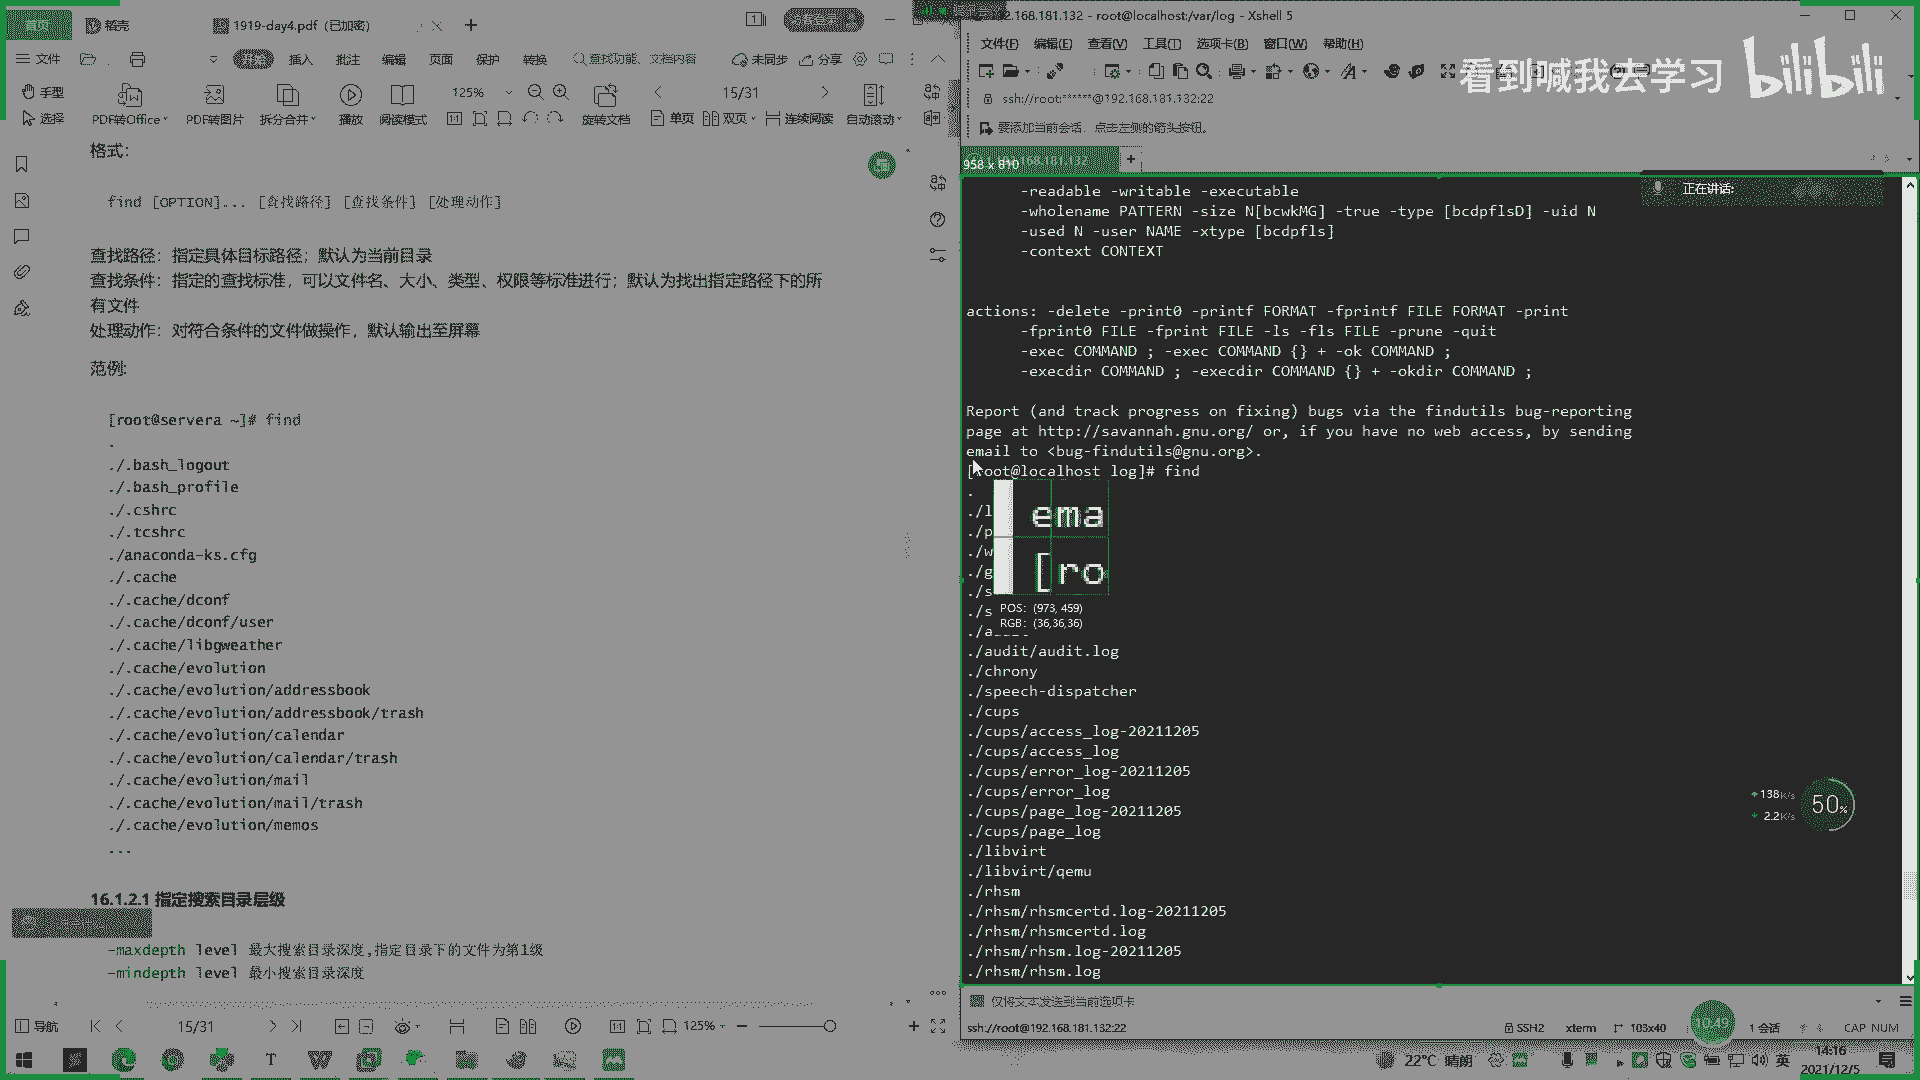 首页
稻壳
1919-day4.pdf（已加密）
文件
开始
插入
批注
编辑
页面
保护
转换
查找功能、文档内容
未同步
分享
手型
选择
PDF转Office
PDF转图片
拆分合并
播放
阅读模式
125%
旋转文档
15/31
单页
双页
连续阅读
自动滚动
格式：
find [OPTION]... [查找路径] [查找条件] [处理动作]
查找路径：指定具体目标路径；默认为当前目录
查找条件：指定的查找标准，可以文件名、大小、类型、权限等标准进行；默认为找出指定路径下的所
有文件
处理动作：对符合条件的文件做操作，默认输出至屏幕
范例:
[root@servera ~]# find
.
./.bash_logout
./.bash_profile
./.cshrc
./.tcshrc
./anaconda-ks.cfg
./.cache
./.cache/dconf
./.cache/dconf/user
./.cache/libgweather
./.cache/evolution
./.cache/evolution/addressbook
./.cache/evolution/addressbook/trash
./.cache/evolution/calendar
./.cache/evolution/calendar/trash
./.cache/evolution/mail
./.cache/evolution/mail/trash
./.cache/evolution/memos
...
16.1.2.1 指定搜索目录层级
-maxdepth level 最大搜索目录深度,指定目录下的文件为第1级
-mindepth level 最小搜索目录深度
导航
15/31
125%
192.168.181.132 - root@localhost:/var/log - Xshell 5
文件(F) 编辑(E) 查看(V) 工具(T) 选项卡(B) 窗口(W) 帮助(H)
看到喊我去学习 bilibili
ssh://root:******@192.168.181.132:22
要添加当前会话，点击左侧的箭头按钮。
1 192.168.181.132
958 x 810
正在讲话:
-readable -writable -executable
-wholename PATTERN -size N[bcwkMG] -true -type [bcdpflsD] -uid N
-used N -user NAME -xtype [bcdpfls]
-context CONTEXT
actions: -delete -print0 -printf FORMAT -fprintf FILE FORMAT -print
-fprint0 FILE -fprint FILE -ls -fls FILE -prune -quit
-exec COMMAND ; -exec COMMAND {} + -ok COMMAND ;
-execdir COMMAND ; -execdir COMMAND {} + -okdir COMMAND ;
Report (and track progress on fixing) bugs via the findutils bug-reporting
page at http://savannah.gnu.org/ or, if you have no web access, by sending
email to <bug-findutils@gnu.org>.
[root@localhost log]# find
.
./l
./p
./w
./g
./s
./s
./a
ema
[ro
POS: (973, 459)
RGB: (36,36,36)
./audit/audit.log
./chrony
./speech-dispatcher
./cups
./cups/access_log-20211205
./cups/access_log
./cups/error_log-20211205
./cups/error_log
./cups/page_log-20211205
./cups/page_log
./libvirt
./libvirt/qemu
./rhsm
./rhsm/rhsmcertd.log-20211205
./rhsm/rhsmcertd.log
./rhsm/rhsm.log-20211205
./rhsm/rhsm.log
138K/s
2.2K/s
50%
仅将文本发送到当前选项卡
ssh://root@192.168.181.132:22
SSH2
xterm
103x40
10:49
1 会话
CAP NUM
22°C 晴朗
英
14:16
2021/12/5